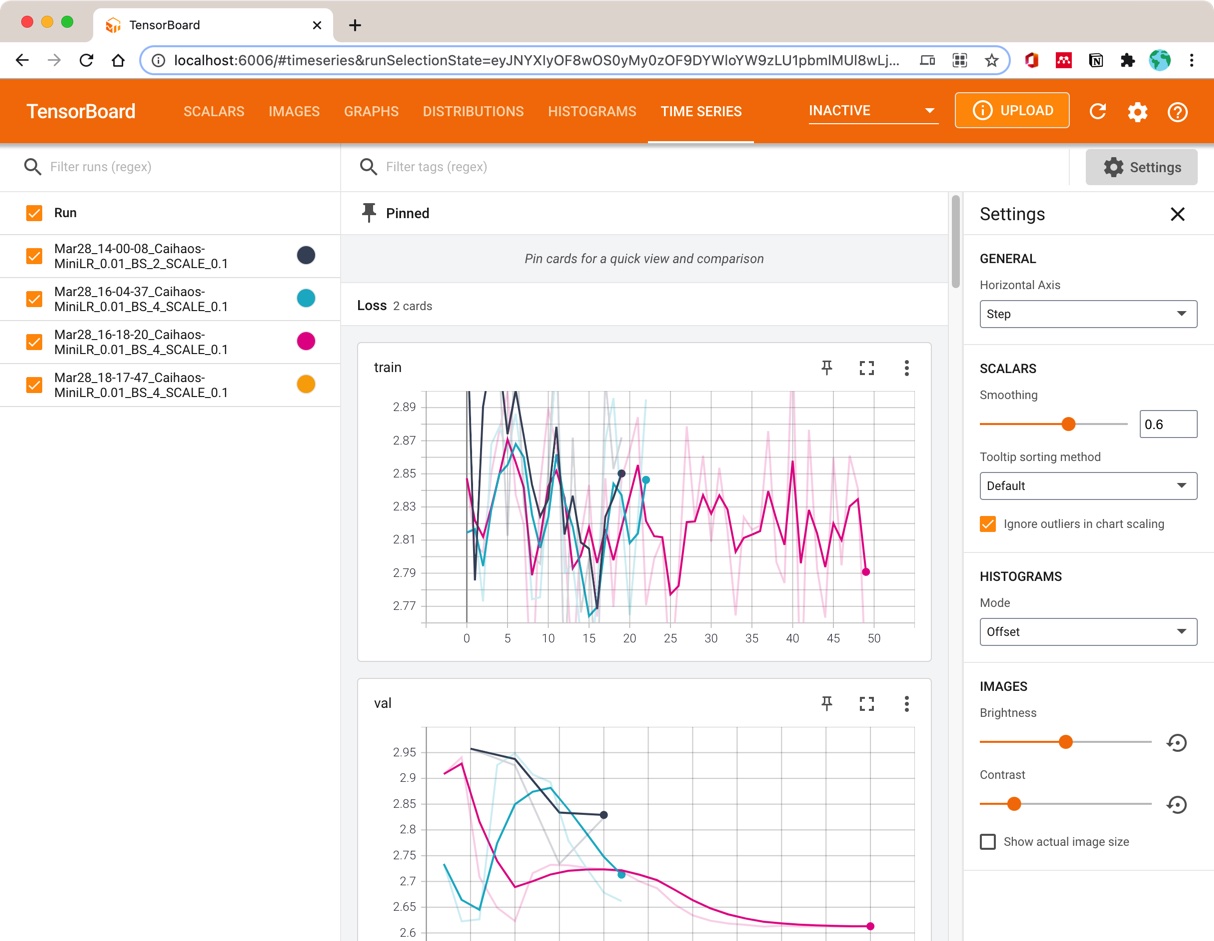 TensorBoard
localhost:6006/#timeseries&runSelectionState=eyJNYXIyOF8wOS0yMy0zOF9DYWloYW9zLU1pbmlMUl8wLj...
TensorBoard
SCALARS
IMAGES
GRAPHS
DISTRIBUTIONS
HISTOGRAMS
TIME SERIES
INACTIVE
UPLOAD
Filter runs (regex)
Filter tags (regex)
Settings
Run
Mar28_14-00-08_Caihaos-
MiniLR_0.01_BS_2_SCALE_0.1
Mar28_16-04-37_Caihaos-
MiniLR_0.01_BS_4_SCALE_0.1
Mar28_16-18-20_Caihaos-
MiniLR_0.01_BS_4_SCALE_0.1
Mar28_18-17-47_Caihaos-
MiniLR_0.01_BS_4_SCALE_0.1
Pinned
Pin cards for a quick view and comparison
Loss 2 cards
train
2.89
2.87
2.85
2.83
2.81
2.79
2.77
0 5 10 15 20 25 30 35 40 45 50
val
2.95
2.9
2.85
2.8
2.75
2.7
2.65
2.6
Settings
GENERAL
Horizontal Axis
Step
SCALARS
Smoothing
0.6
Tooltip sorting method
Default
Ignore outliers in chart scaling
HISTOGRAMS
Mode
Offset
IMAGES
Brightness
Contrast
Show actual image size